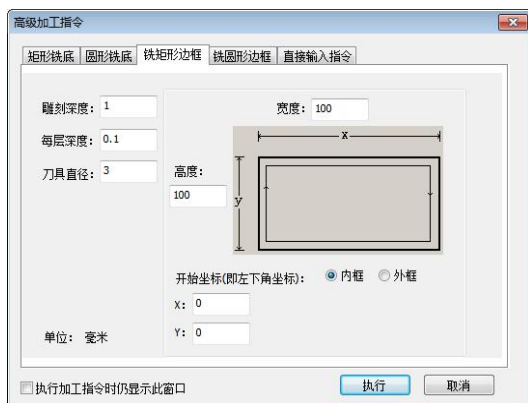 高级加工指令
矩形铣底 圆形铣底 铣矩形边框 铣圆形边框 直接输入指令
雕刻深度： 1
宽度： 100
每层深度： 0.1
x
刀具直径： 3
高度：
100
y
开始坐标(即左下角坐标)： 内框 外框
X： 0
单位： 毫米
Y： 0
执行加工指令时仍显示此窗口
执行 取消